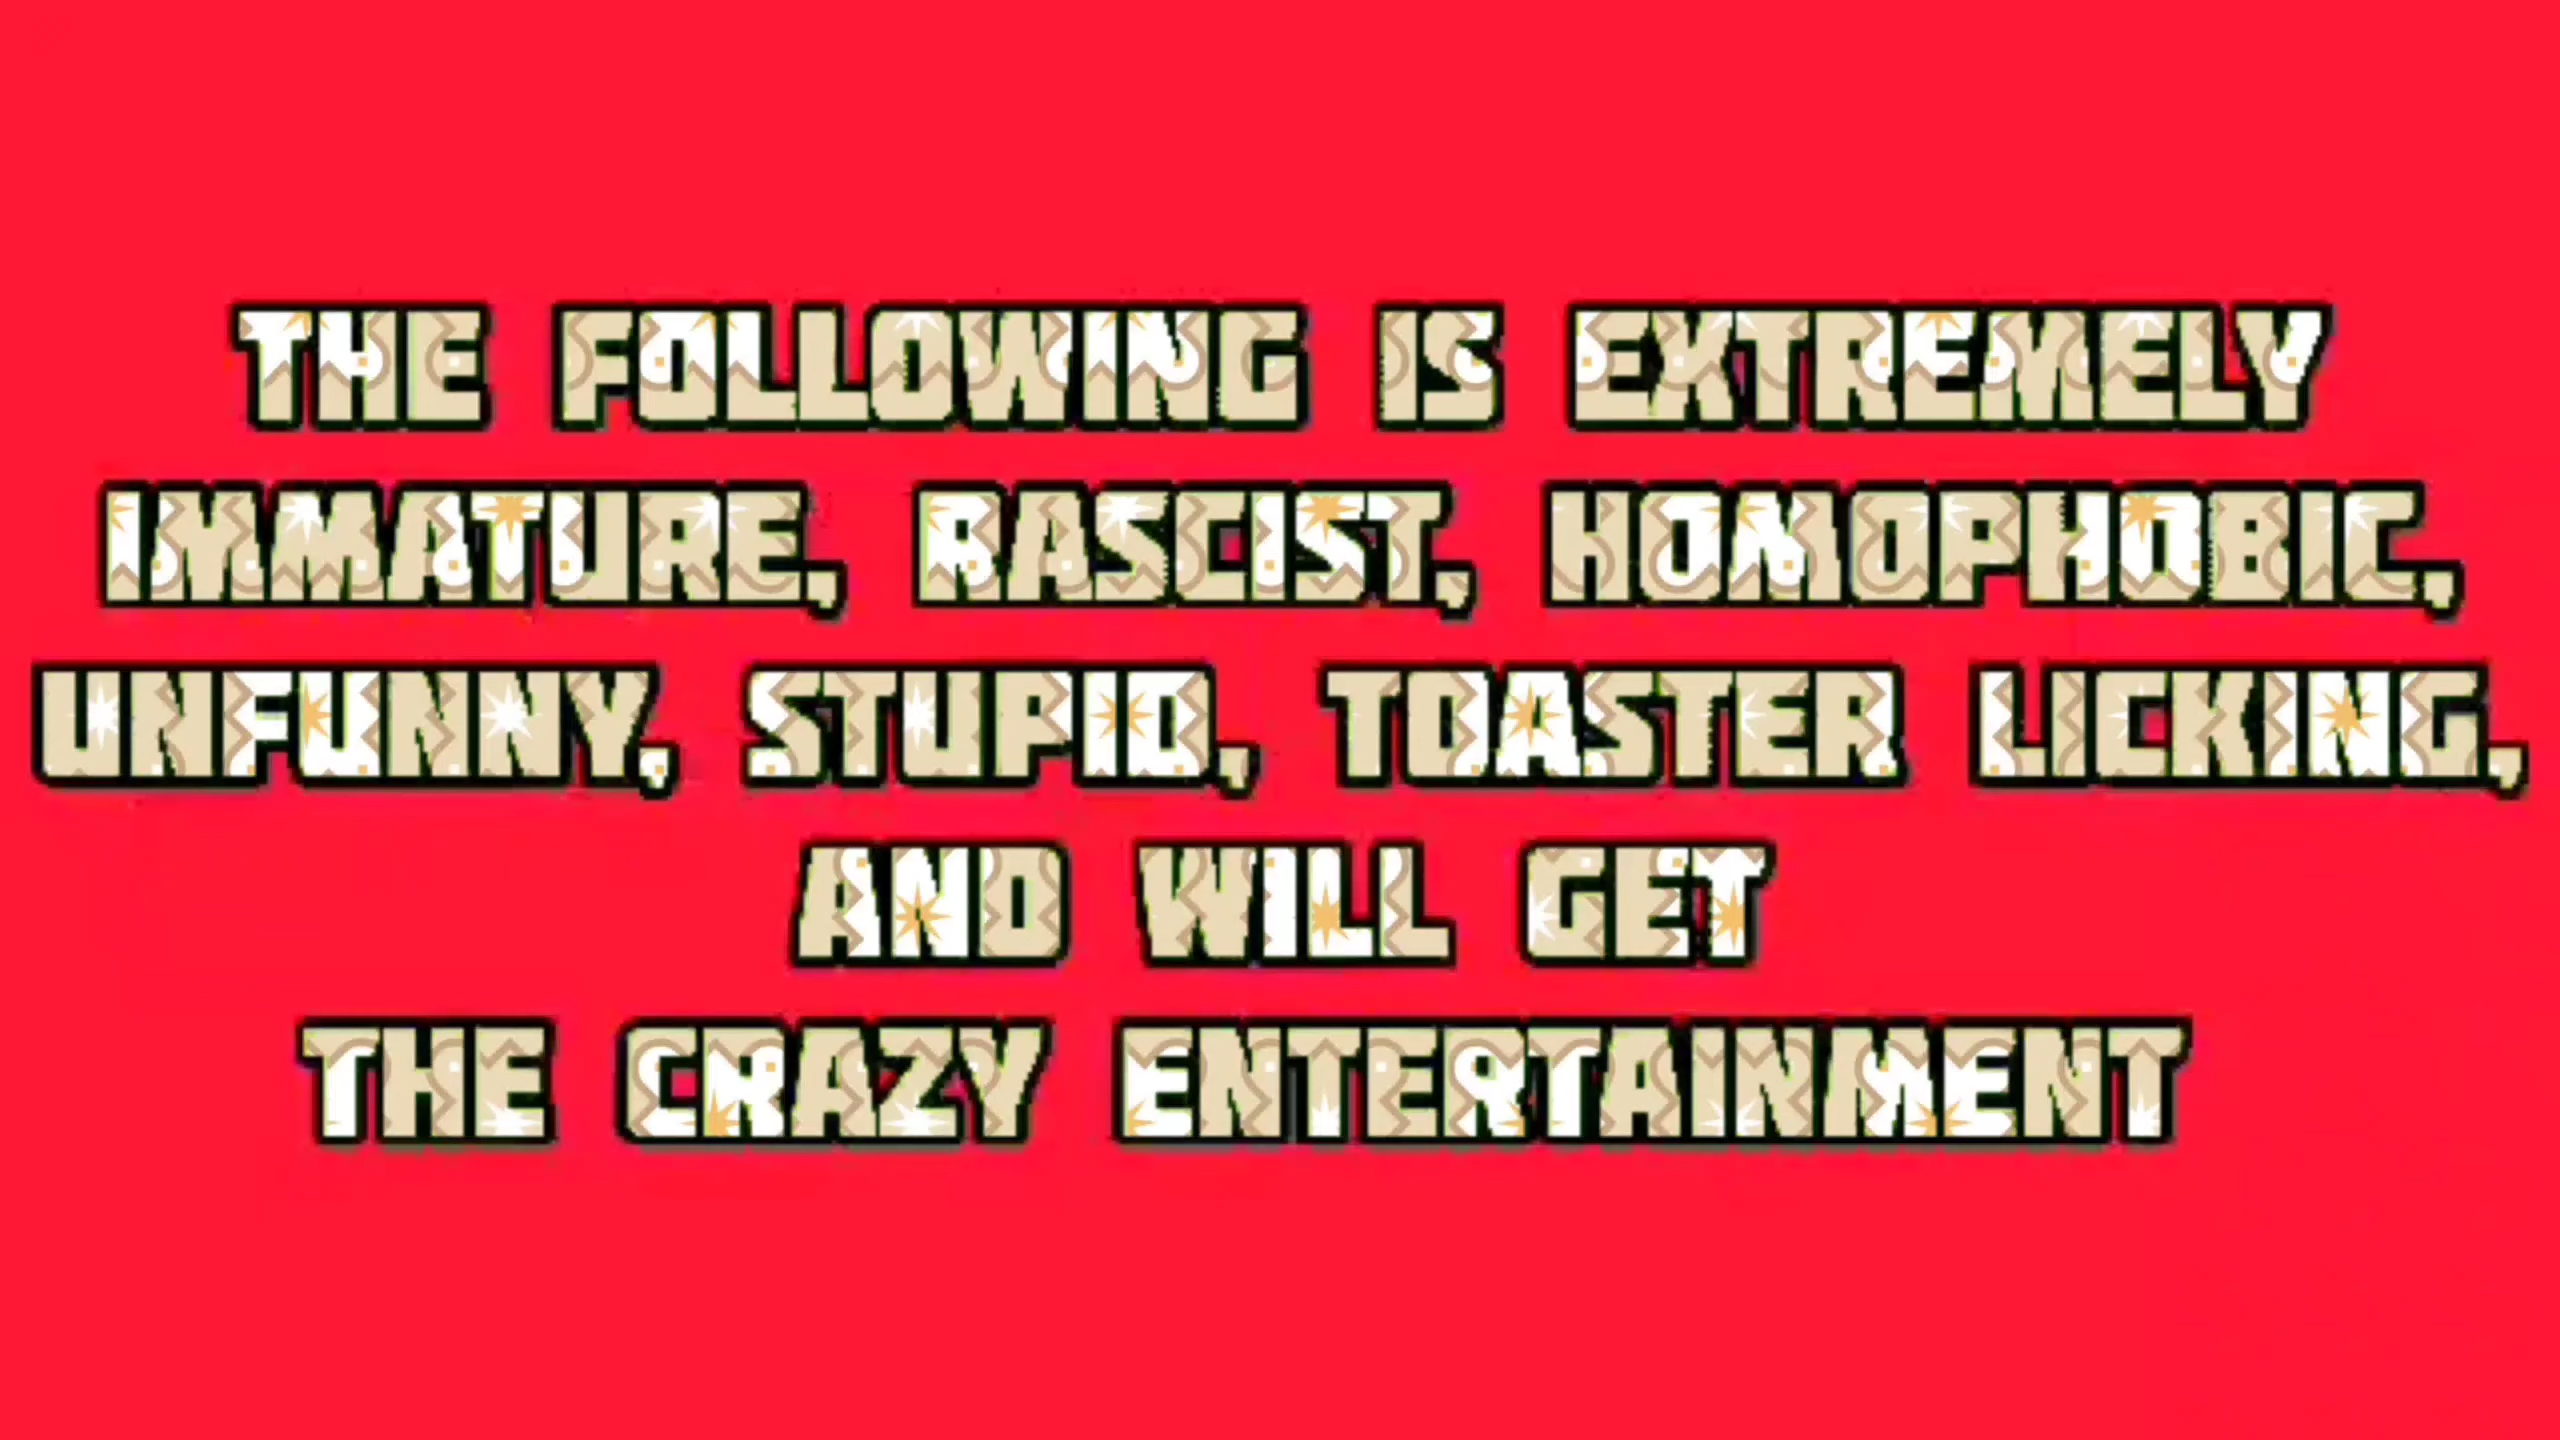 THE FOLLOWING IS EXTREMELY
IMMATURE, RASCIST, HOMOPHOBIC,
UNFUNNY, STUPID, TOASTER LICKING,
AND WILL GET
THE CRAZY ENTERTAINMENT